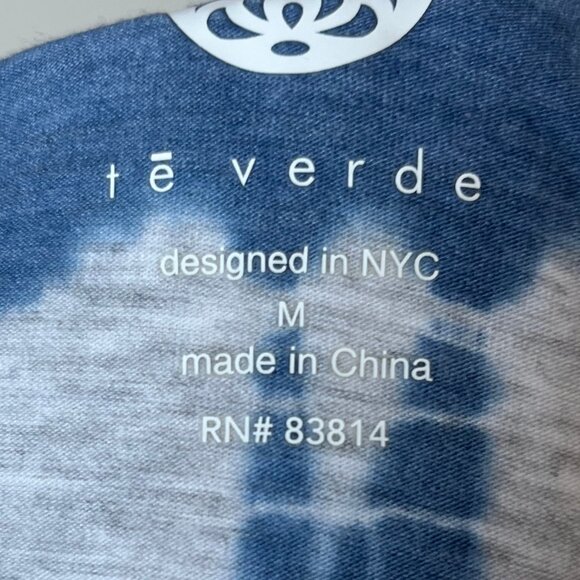 tē verde
designed in NYC
M
made in China
RN# 83814